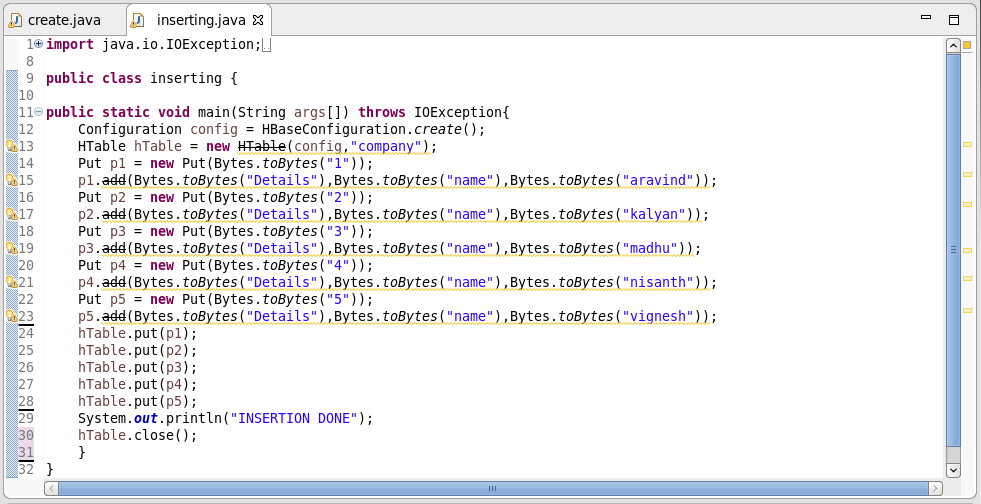 create.java inserting.java
1 import java.io.IOException;
8
9 public class inserting {
10
11 public static void main(String args[]) throws IOException{
12 Configuration config = HBaseConfiguration.create();
13 HTable hTable = new HTable(config,"company");
14 Put p1 = new Put(Bytes.toBytes("1"));
15 p1.add(Bytes.toBytes("Details"),Bytes.toBytes("name"),Bytes.toBytes("aravind"));
16 Put p2 = new Put(Bytes.toBytes("2"));
17 p2.add(Bytes.toBytes("Details"),Bytes.toBytes("name"),Bytes.toBytes("kalyan"));
18 Put p3 = new Put(Bytes.toBytes("3"));
19 p3.add(Bytes.toBytes("Details"),Bytes.toBytes("name"),Bytes.toBytes("madhu"));
20 Put p4 = new Put(Bytes.toBytes("4"));
21 p4.add(Bytes.toBytes("Details"),Bytes.toBytes("name"),Bytes.toBytes("nisanth"));
22 Put p5 = new Put(Bytes.toBytes("5"));
23 p5.add(Bytes.toBytes("Details"),Bytes.toBytes("name"),Bytes.toBytes("vignesh"));
24 hTable.put(p1);
25 hTable.put(p2);
26 hTable.put(p3);
27 hTable.put(p4);
28 hTable.put(p5);
29 System.out.println("INSERTION DONE");
30 hTable.close();
31 }
32 }